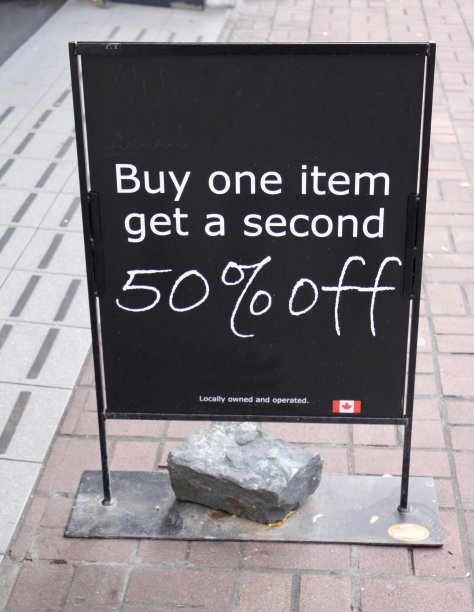 Buy one item
get a second
50% off
Locally owned and operated.